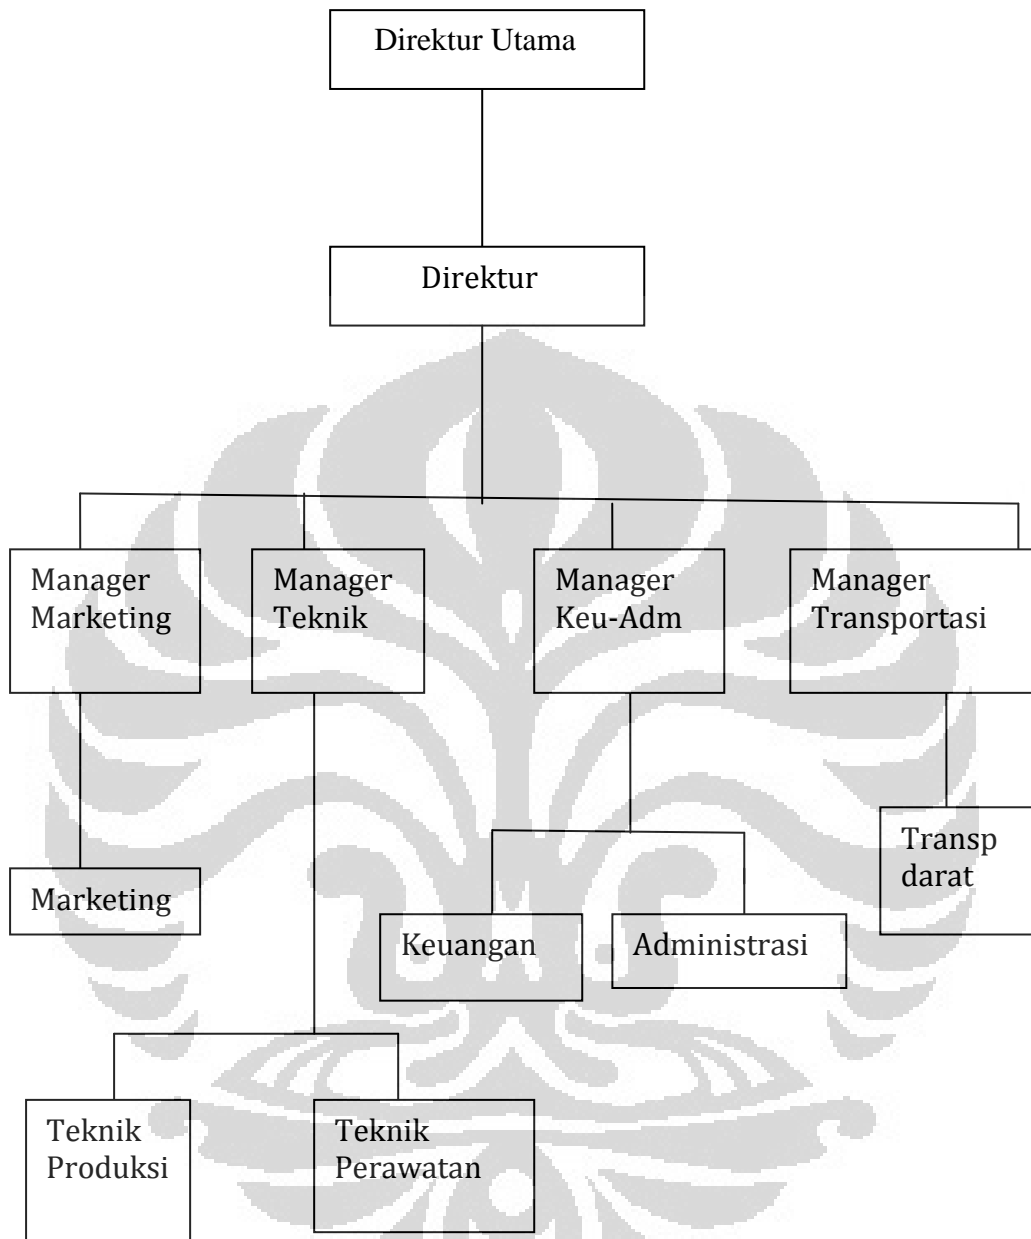 Direktur Utama
Direktur
Manager
Marketing
Manager
Teknik
Manager
Keu-Adm
Manager
Transportasi
Transp
darat
Marketing
Keuangan
Administrasi
Teknik
Produksi
Teknik
Perawatan